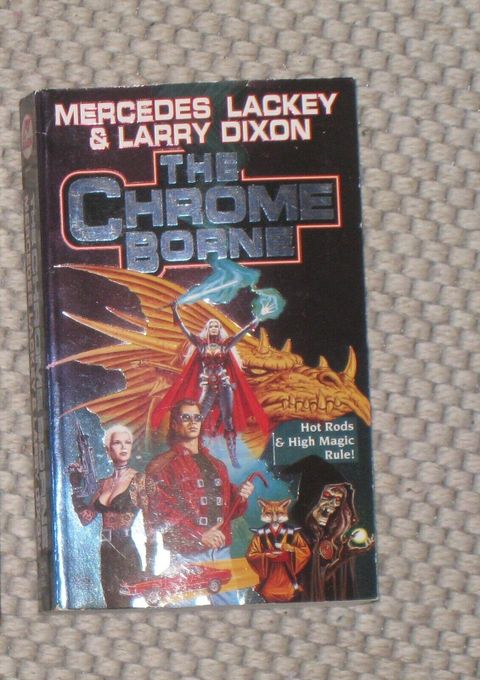 MERCEDES LACKEY
& LARRY DIXON
THE
CHROME
BORNE
Hot Rods
& High Magic
Rule!